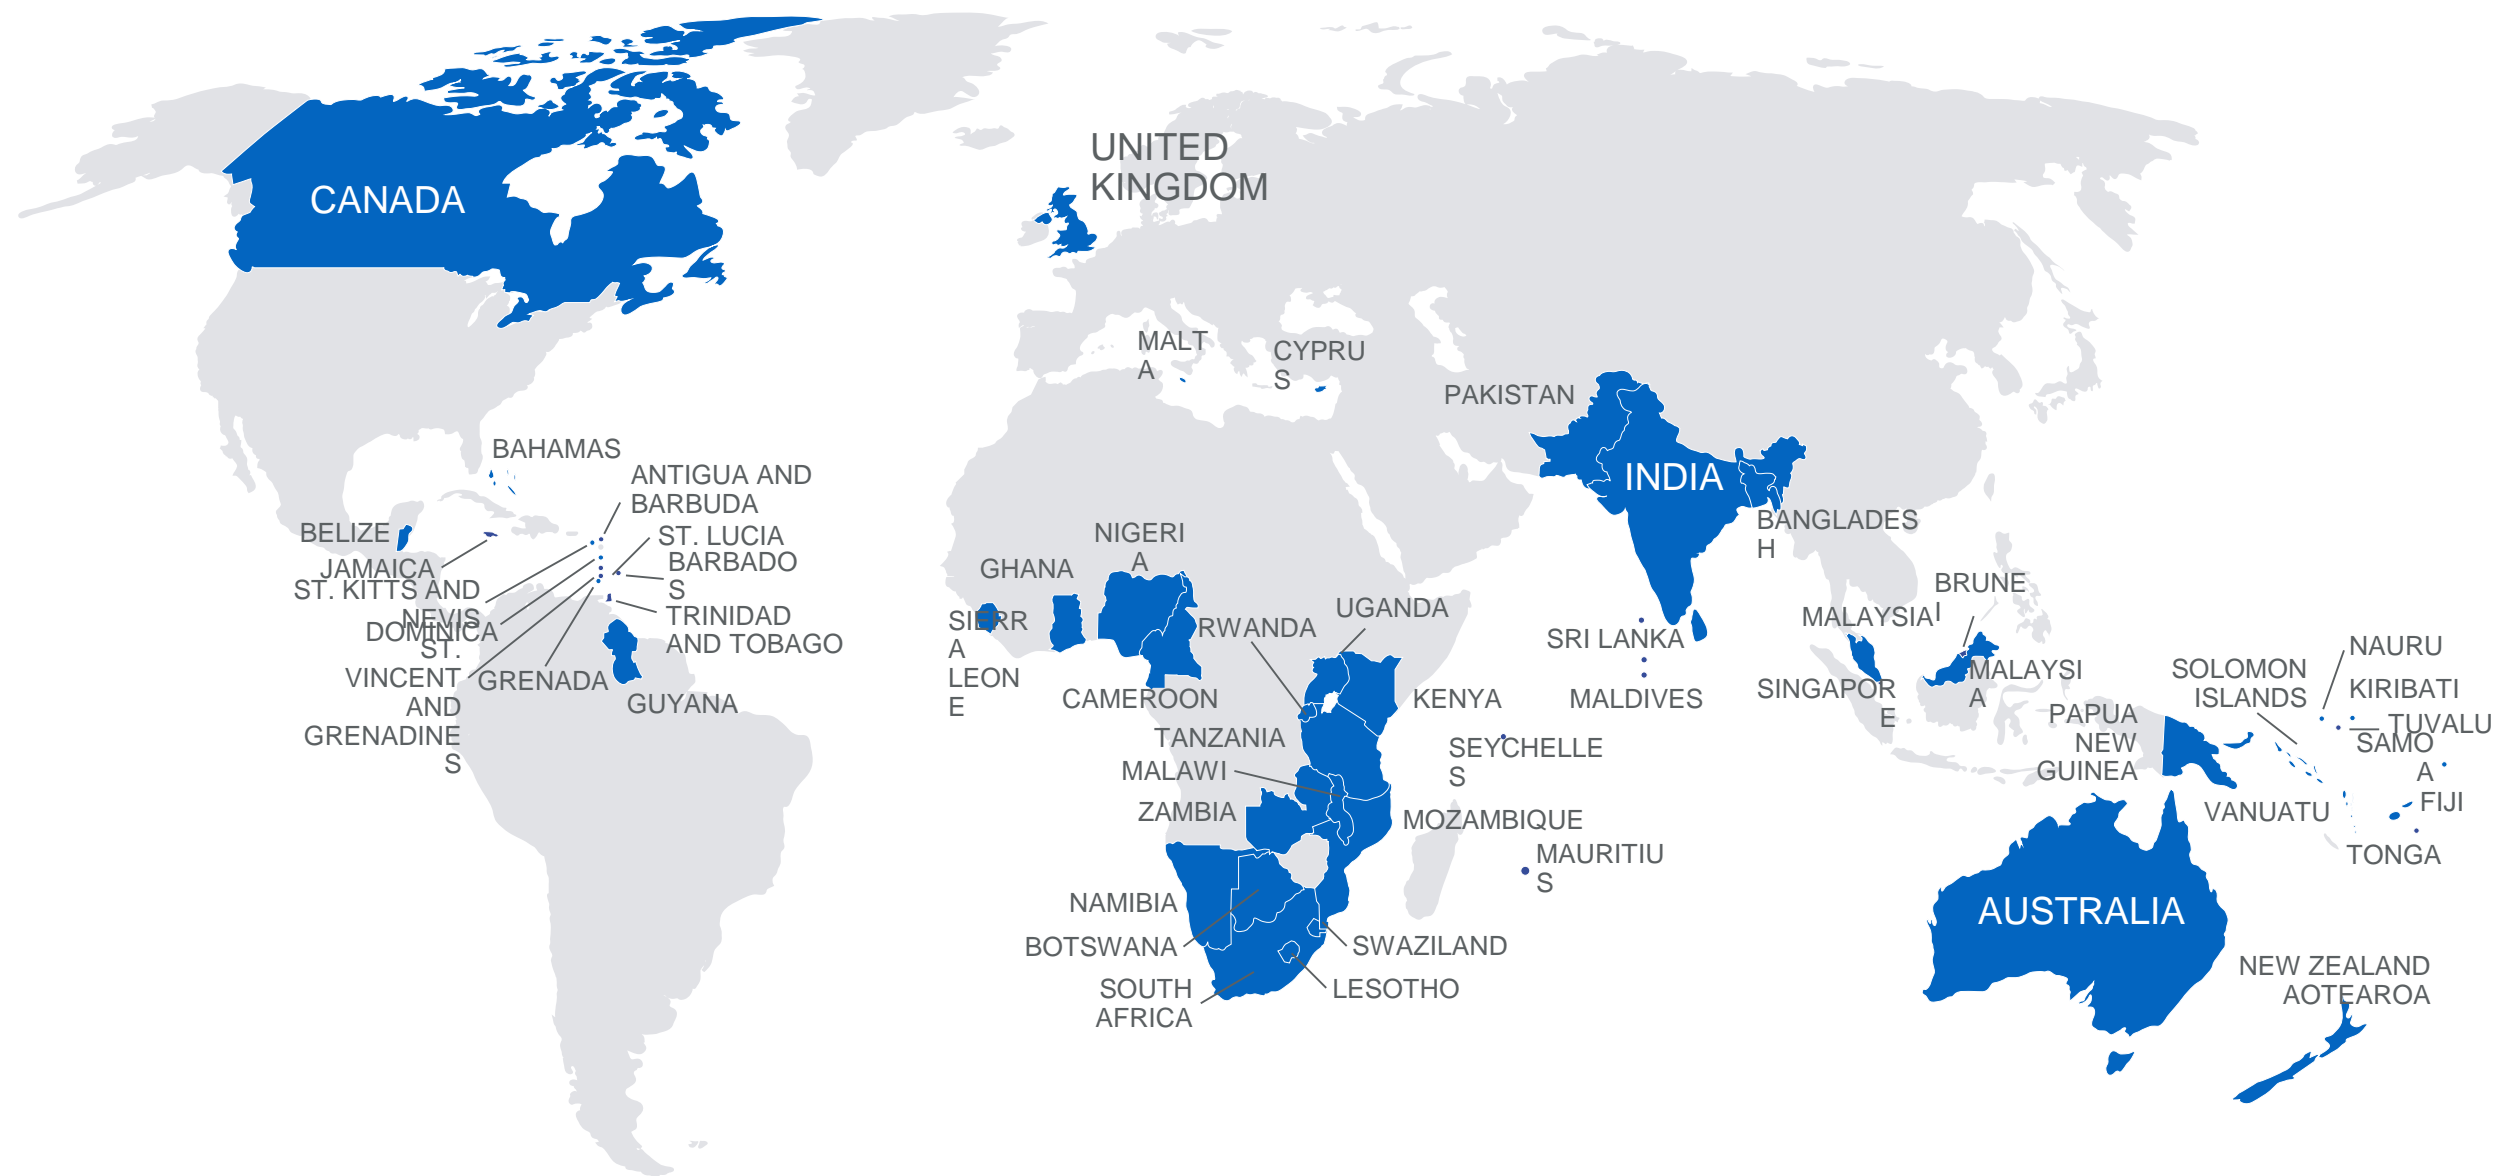 CANADA
UNITED
KINGDOM
MALT
A
CYPRU
S
PAKISTAN
INDIA
BANGLADES
H
BAHAMAS
ANTIGUA AND
BARBUDA
ST. LUCIA
BARBADO
S
TRINIDAD
AND TOBAGO
BELIZE
JAMAICA
ST. KITTS AND
NEVIS
DOMINICA
ST.
VINCENT
AND
GRENADINE
S
GRENADA
GUYANA
SIERR
A
LEON
E
GHANA
NIGERI
A
CAMEROON
RWANDA
UGANDA
KENYA
TANZANIA
MALAWI
ZAMBIA
MOZAMBIQUE
NAMIBIA
BOTSWANA
SOUTH
AFRICA
SWAZILAND
LESOTHO
SEYCHELLE
S
MAURITIU
S
SRI LANKA
MALDIVES
MALAYSIA
BRUNE
I
SINGAPOR
E
MALAYSI
A
SOLOMON
ISLANDS
NAURU
KIRIBATI
TUVALU
SAMO
A
PAPUA
NEW
GUINEA
VANUATU
FIJI
TONGA
AUSTRALIA
NEW ZEALAND
AOTEAROA